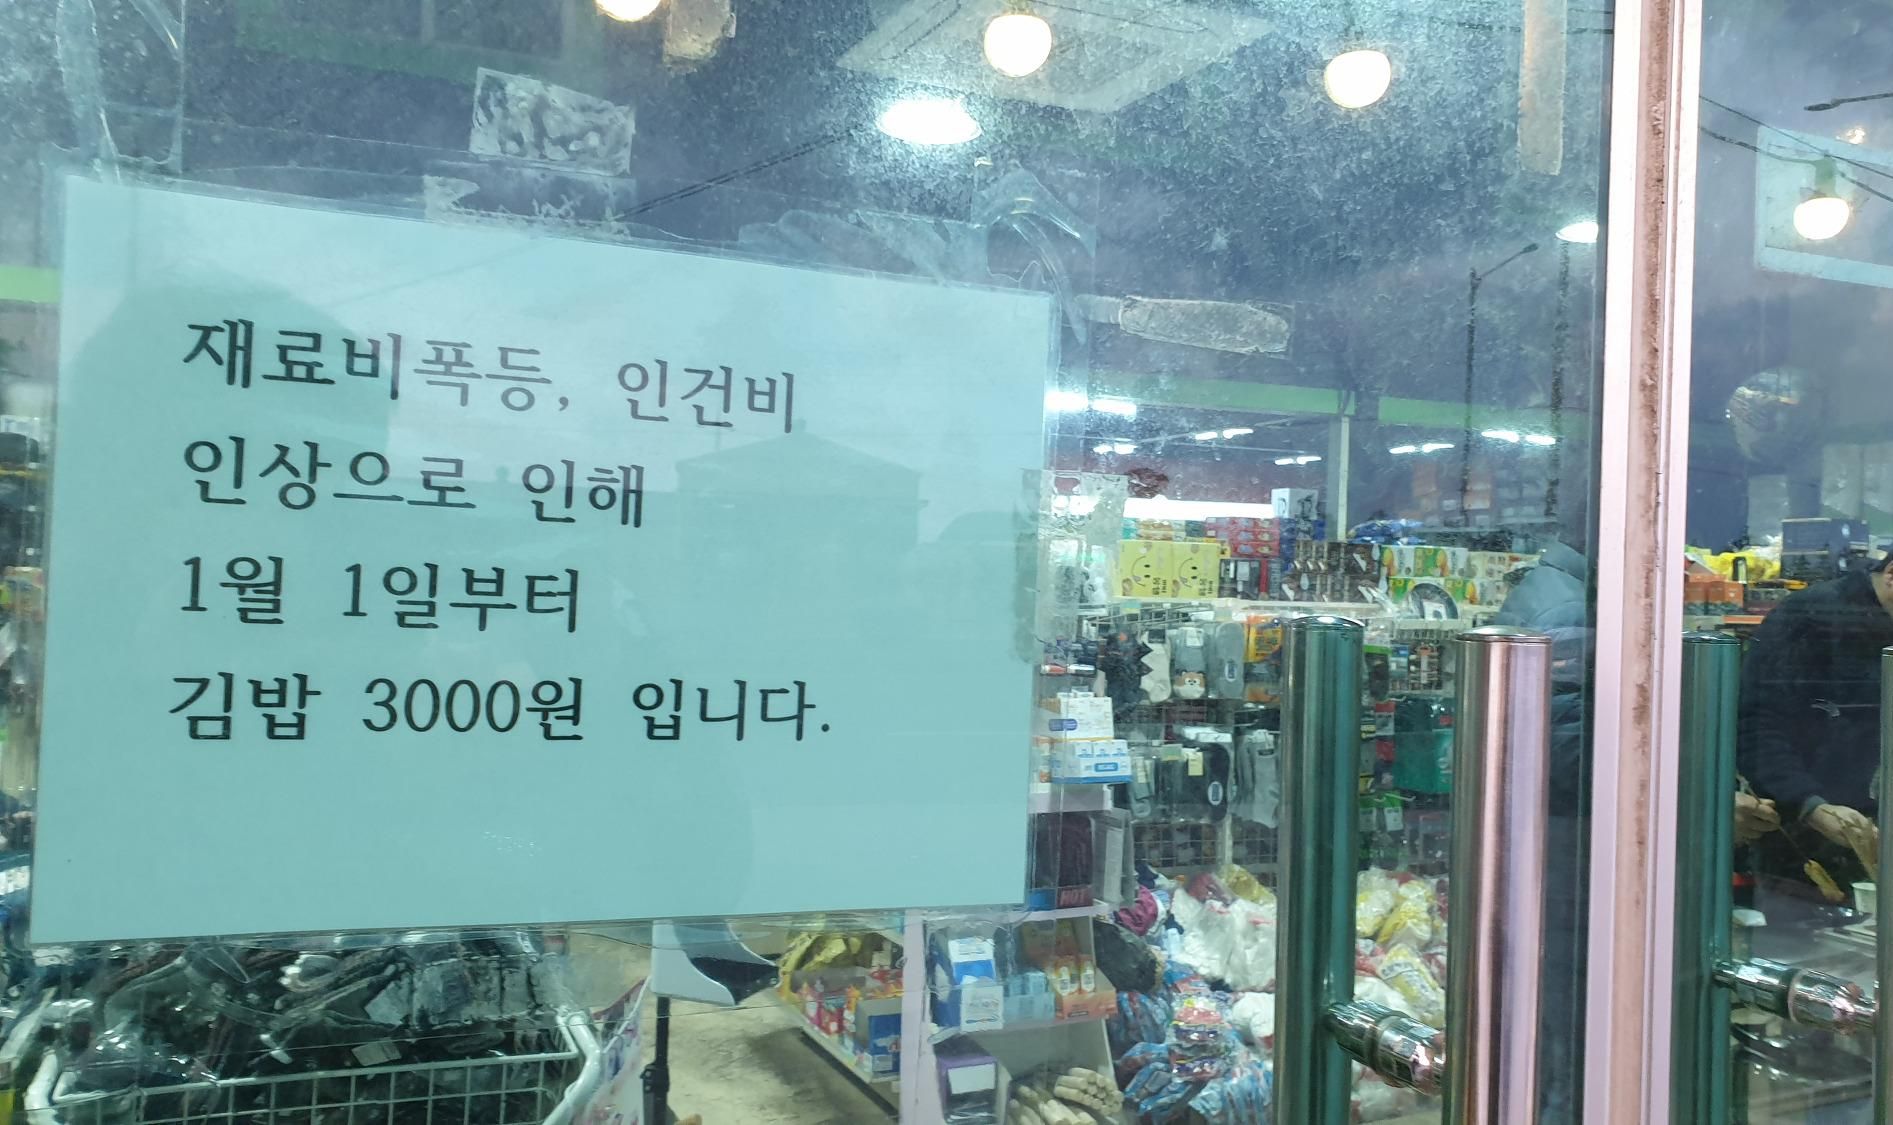 재료비폭등, 인건비
인상으로 인해
1월 1일부터
김밥 3000원 입니다.
HOT